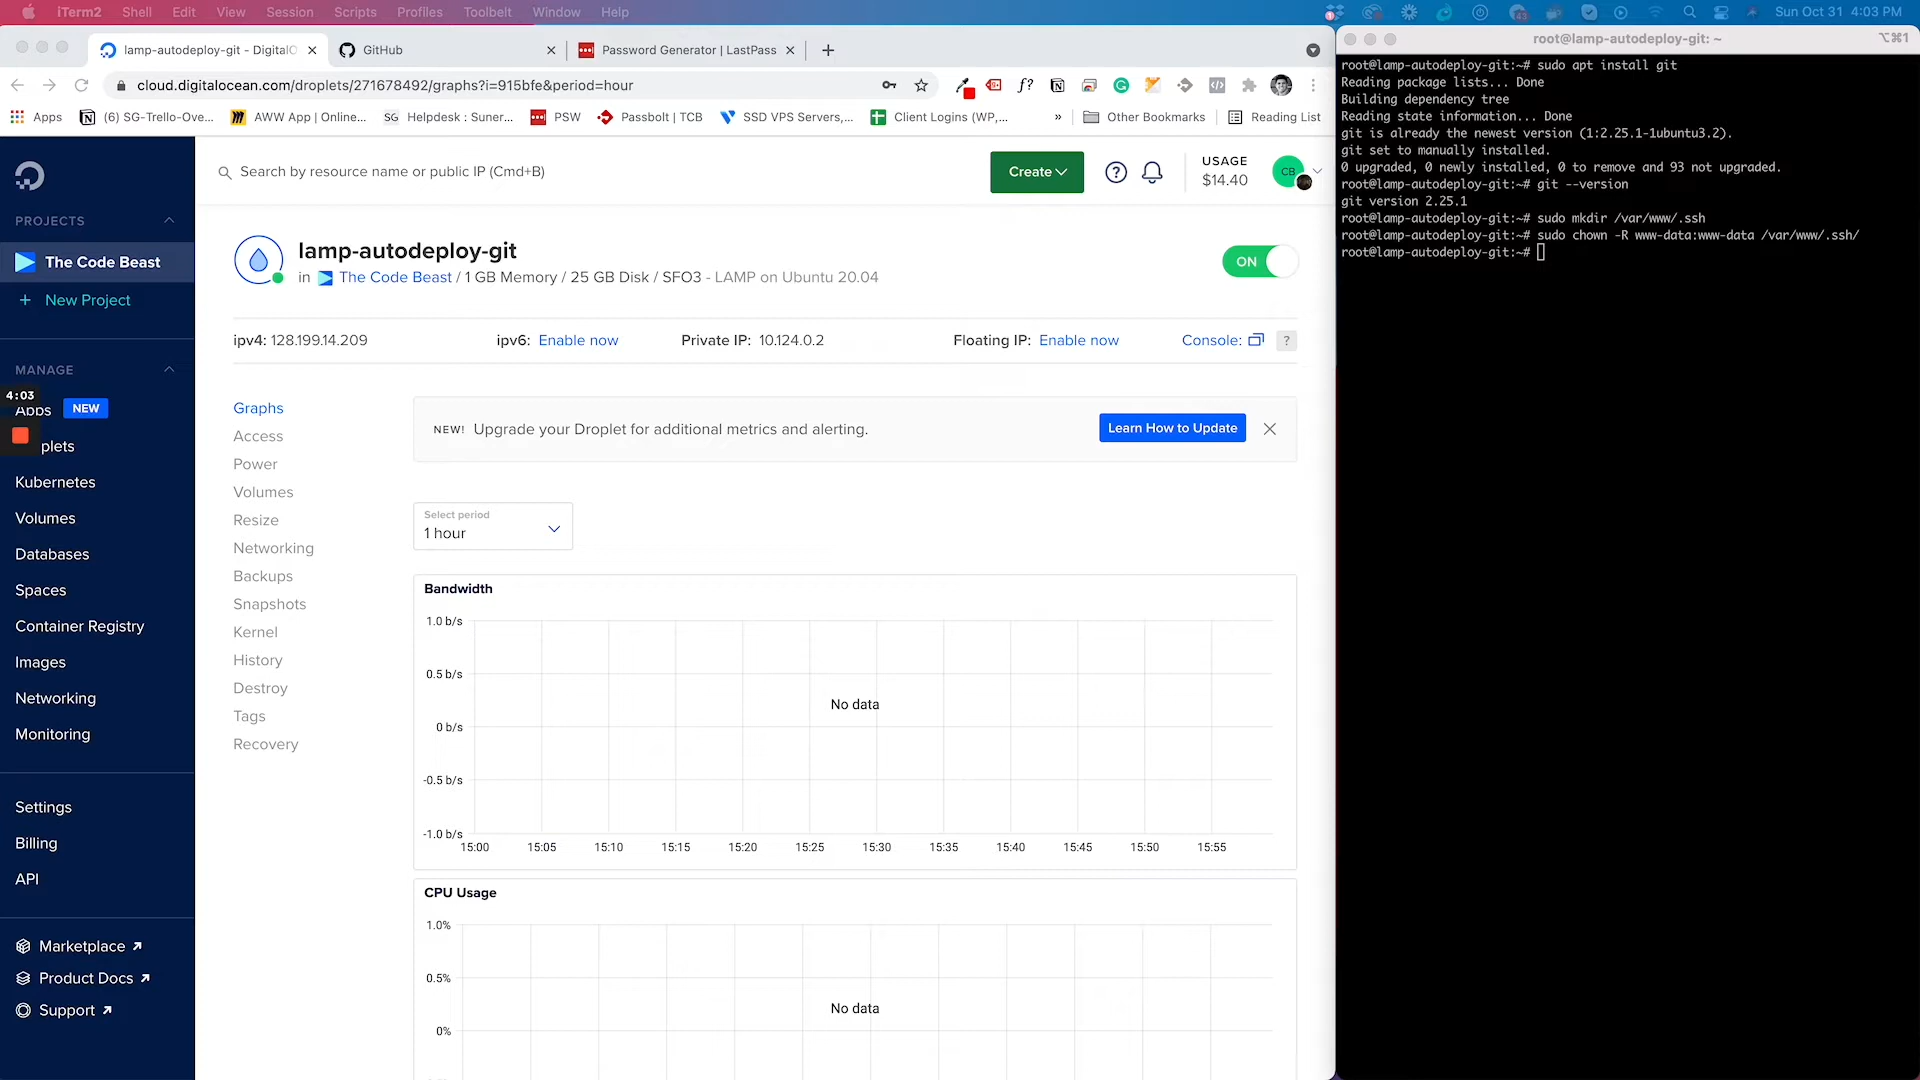 iTerm2 Shell Edit View Session Scripts Profiles Toolbelt Window Help
Sun Oct 31 4:03 PM
lamp-autodeploy-git - DigitalO
GitHub
Password Generator | LastPass
cloud.digitalocean.com/droplets/271678492/graphs?i=915bfe&period=hour
f?
Apps
(6) SG-Trello-Ove...
AWW App | Online...
SG Helpdesk : Suner...
PSW
Passbolt | TCB
SSD VPS Servers,...
Client Logins (WP,...
»
Other Bookmarks
Reading List
PROJECTS
The Code Beast
+ New Project
MANAGE
4:03
Apps NEW
plets
Kubernetes
Volumes
Databases
Spaces
Container Registry
Images
Networking
Monitoring
Settings
Billing
API
Marketplace
Product Docs
Support
Search by resource name or public IP (Cmd+B)
Create
?
USAGE
$14.40
CB
lamp-autodeploy-git
in The Code Beast / 1 GB Memory / 25 GB Disk / SFO3 - LAMP on Ubuntu 20.04
ON
ipv4: 128.199.14.209
ipv6: Enable now
Private IP: 10.124.0.2
Floating IP: Enable now
Console:
?
Graphs
Access
Power
Volumes
Resize
Networking
Backups
Snapshots
Kernel
History
Destroy
Tags
Recovery
NEW! Upgrade your Droplet for additional metrics and alerting.
Learn How to Update
Select period
1 hour
Bandwidth
1.0 b/s
0.5 b/s
0 b/s
-0.5 b/s
-1.0 b/s
No data
15:00 15:05 15:10 15:15 15:20 15:25 15:30 15:35 15:40 15:45 15:50 15:55
CPU Usage
1.0%
0.5%
0%
No data
root@lamp-autodeploy-git: ~
⌥⌘1
root@lamp-autodeploy-git:~# sudo apt install git
Reading package lists... Done
Building dependency tree
Reading state information... Done
git is already the newest version (1:2.25.1-1ubuntu3.2).
git set to manually installed.
0 upgraded, 0 newly installed, 0 to remove and 93 not upgraded.
root@lamp-autodeploy-git:~# git --version
git version 2.25.1
root@lamp-autodeploy-git:~# sudo mkdir /var/www/.ssh
root@lamp-autodeploy-git:~# sudo chown -R www-data:www-data /var/www/.ssh/
root@lamp-autodeploy-git:~#